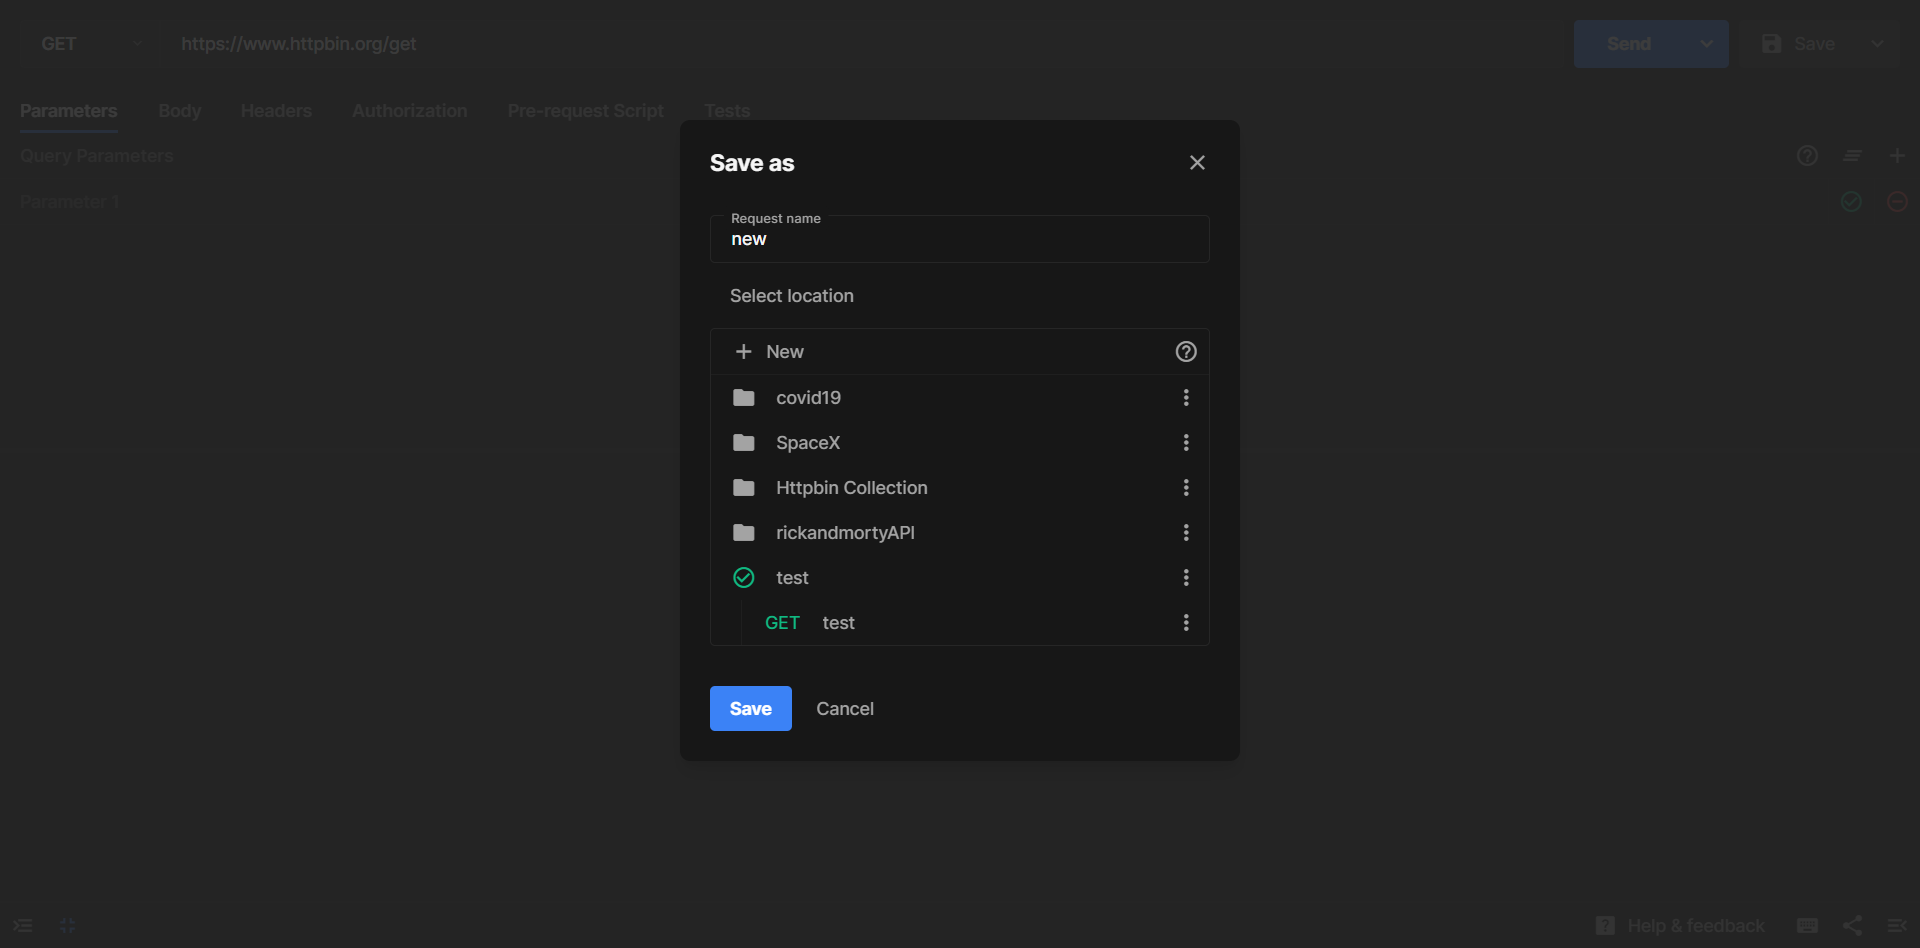 GET https://www.httpbin.org/get Send Save
Parameters Body Headers Authorization Pre-request Script Tests
Query Parameters
Parameter 1
Save as
Request name
new
Select location
New
covid19
SpaceX
Httpbin Collection
rickandmortyAPI
test
GET test
Save Cancel
Help & feedback